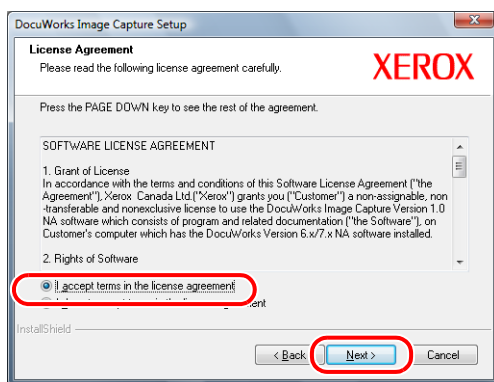 DocuWorks Image Capture Setup
License Agreement
Please read the following license agreement carefully.
XEROX
Press the PAGE DOWN key to see the rest of the agreement.
SOFTWARE LICENSE AGREEMENT
1. Grant of License
In accordance with the terms and conditions of this Software License Agreement ("the
Agreement"), Xerox Canada Ltd.("Xerox") grants you ("Customer") a non-assignable, non
-transferable and nonexclusive license to use the DocuWorks Image Capture Version 1.0
NA software which consists of program and related documentation ("the Software"), on
Customer's computer which has the DocuWorks Version 6.x/7.x NA software installed.
2. Rights of Software
I accept terms in the license agreement
InstallShield
< Back
Next >
Cancel